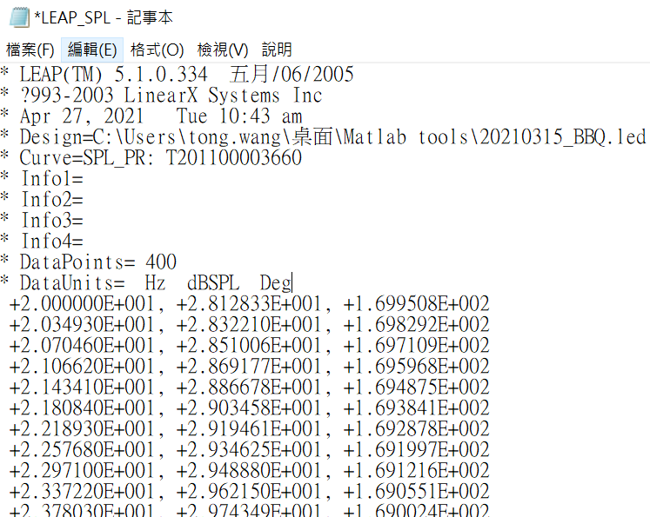 *LEAP_SPL - 記事本
檔案(F) 編輯(E) 格式(O) 檢視(V) 說明
* LEAP(TM) 5.1.0.334  五月/06/2005
* ?993-2003 LinearX Systems Inc
* Apr 27, 2021   Tue 10:43 am
* Design=C:\Users\tong.wang\桌面\Matlab tools\20210315_BBQ.led
* Curve=SPL_PR: T201100003660
* Info1=
* Info2=
* Info3=
* Info4=
* DataPoints= 400
* DataUnits=  Hz  dBSPL  Deg
+2.000000E+001, +2.812833E+001, +1.699508E+002
+2.034930E+001, +2.832210E+001, +1.698292E+002
+2.070460E+001, +2.851006E+001, +1.697109E+002
+2.106620E+001, +2.869177E+001, +1.695968E+002
+2.143410E+001, +2.886678E+001, +1.694875E+002
+2.180840E+001, +2.903458E+001, +1.693841E+002
+2.218930E+001, +2.919461E+001, +1.692878E+002
+2.257680E+001, +2.934625E+001, +1.691997E+002
+2.297100E+001, +2.948880E+001, +1.691216E+002
+2.337220E+001, +2.962150E+001, +1.690551E+002
+2.378030E+001, +2.974349E+001, +1.690024E+002